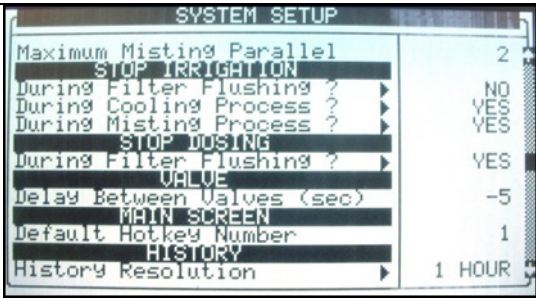 SYSTEM SETUP
Maximum Misting Parallel 2
STOP IRRIGATION
During Filter Flushing ? NO
During Cooling Process ? YES
During Misting Process ? YES
STOP DOSING
During Filter Flushing ? YES
VALVE
Delay Between Valves (sec) -5
MAIN SCREEN
Default Hotkey Number 1
HISTORY
History Resolution 1 HOUR